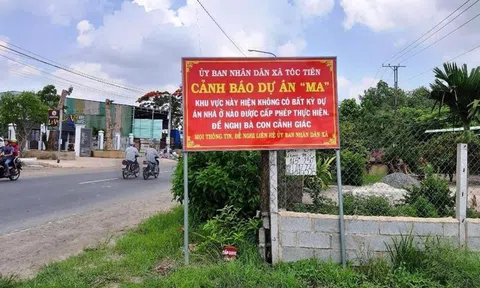 ỦY BAN NHÂN DÂN XÃ TÓC TIÊN
CẢNH BÁO DỰ ÁN "MA"
KHU VỰC NÀY HIỆN KHÔNG CÓ BẤT KỲ DỰ
ÁN NHÀ Ở NÀO ĐƯỢC CẤP PHÉP THỰC HIỆN.
ĐỀ NGHỊ BÀ CON CẢNH GIÁC
MỌI THÔNG TIN, ĐỀ NGHỊ LIÊN HỆ ỦY BAN NHÂN DÂN XÃ